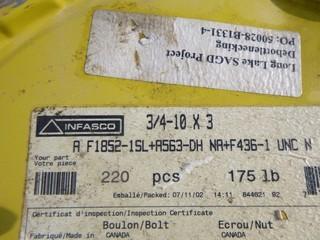 Long Lake SAGD Project
Debottlenecking
PO: 50028-B1331-4
INFASCO
3/4-10 X 3
A F1852-1SL+A563-DH NA+F436-1 UNC N
Your part
Votre pièce
220 pcs 175 lb
Emballé/Packed: 07/11/02 14:11 844621 92
Certificat d'inspection/Inspection Certificate
Boulon/Bolt Ecrou/Nut
Fabriqué/Made in CANADA CANADA